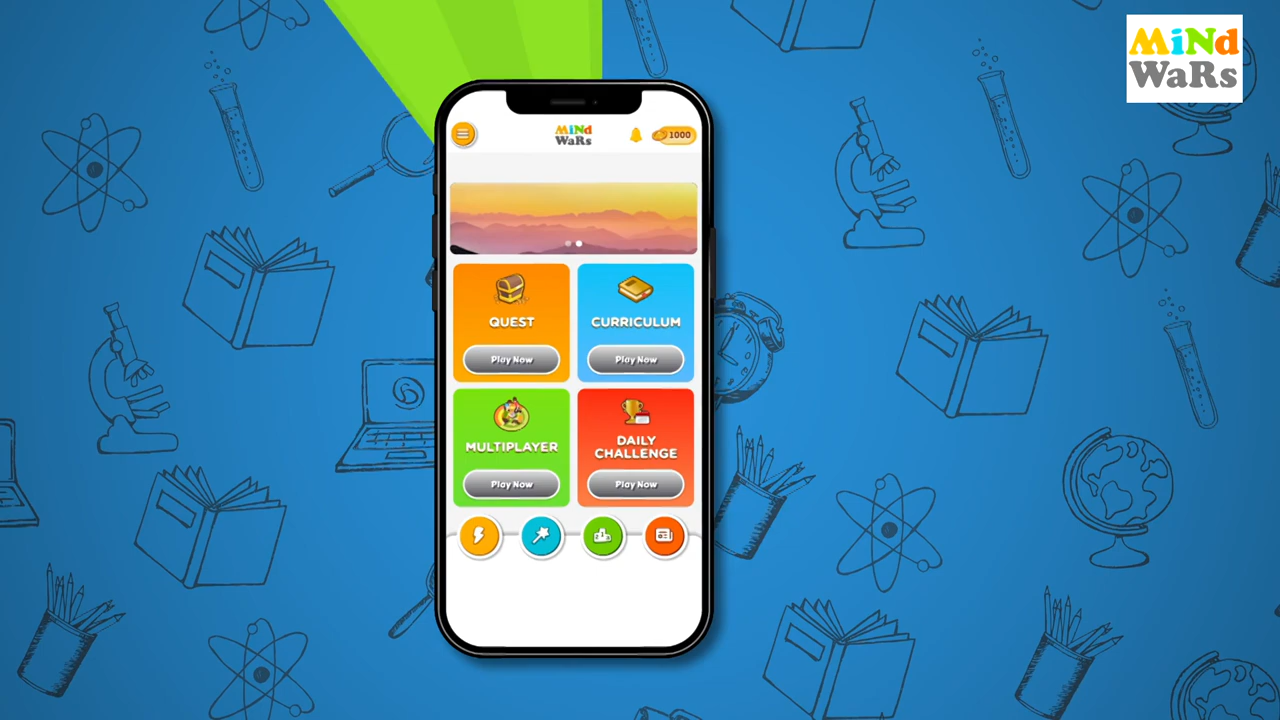 MiNd
WaRs
MiNd
WaRs
1000
QUEST
CURRICULUM
Play Now
Play Now
MULTIPLAYER
DAILY
CHALLENGE
Play Now
Play Now